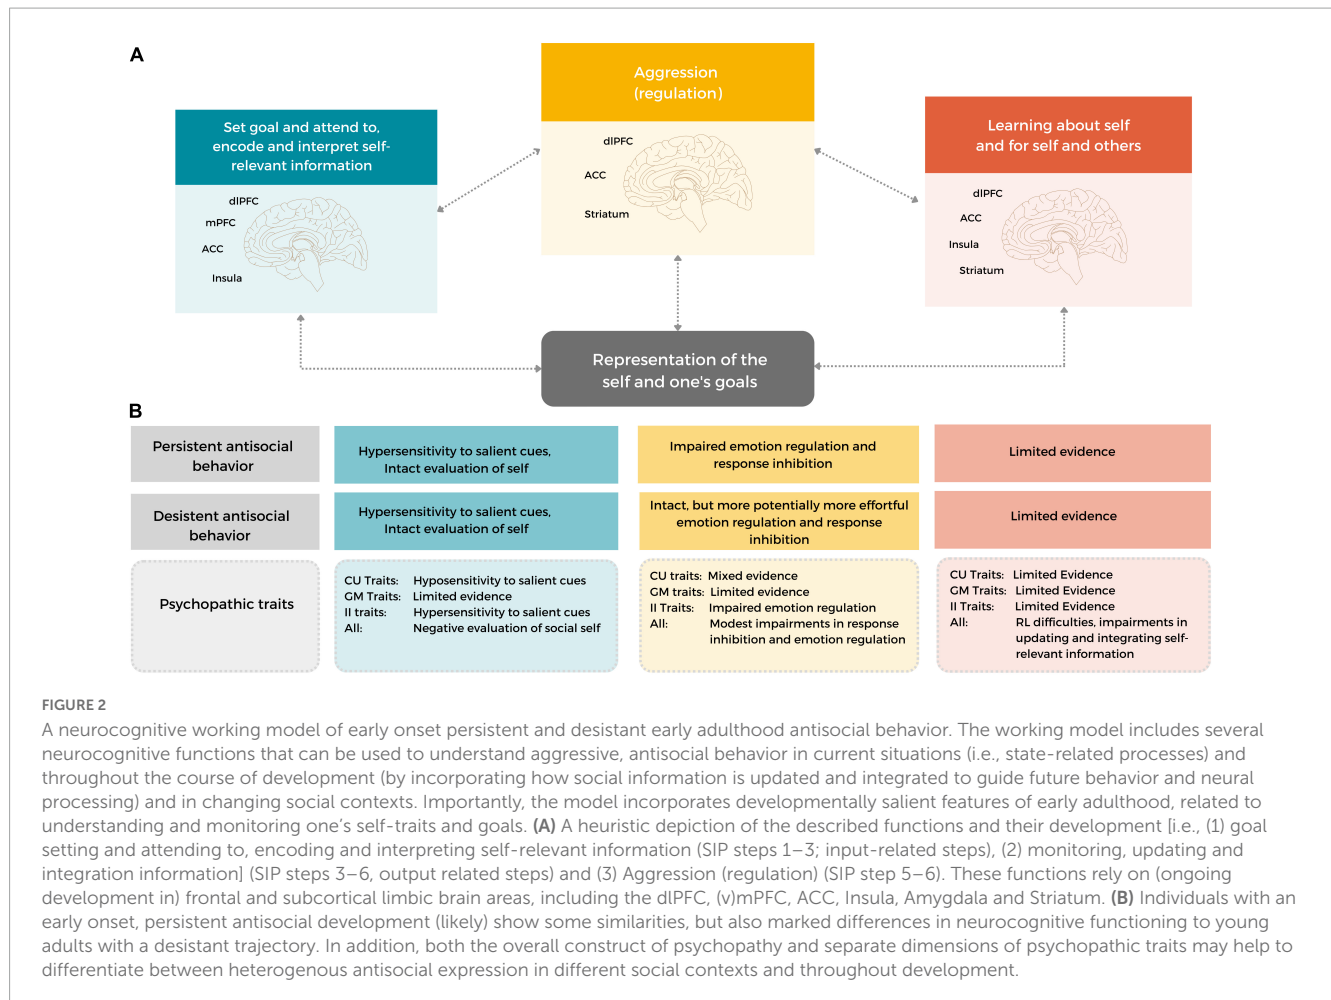 A
Set goal and attend to,
encode and interpret self-
relevant information
dlPFC
mPFC
ACC
Insula
Aggression
(regulation)
dlPFC
ACC
Striatum
Learning about self
and for self and others
dlPFC
ACC
Insula
Striatum
Representation of the
self and one's goals
B
Persistent antisocial
behavior
Hypersensitivity to salient cues,
Intact evaluation of self
Impaired emotion regulation and
response inhibition
Limited evidence
Desistent antisocial
behavior
Hypersensitivity to salient cues,
Intact evaluation of self
Intact, but more potentially more effortful
emotion regulation and response
inhibition
Limited evidence
Psychopathic traits
CU Traits: Hyposensitivity to salient cues
GM Traits: Limited evidence
II traits: Hypersensitivity to salient cues
All: Negative evaluation of social self
CU traits: Mixed evidence
GM traits: Limited evidence
II Traits: Impaired emotion regulation
All: Modest impairments in response
inhibition and emotion regulation
CU Traits: Limited Evidence
GM Traits: Limited Evidence
II Traits: Limited Evidence
All: RL difficulties, impairments in
updating and integrating self-
relevant information
FIGURE 2
A neurocognitive working model of early onset persistent and desistant early adulthood antisocial behavior. The working model includes several
neurocognitive functions that can be used to understand aggressive, antisocial behavior in current situations (i.e., state-related processes) and
throughout the course of development (by incorporating how social information is updated and integrated to guide future behavior and neural
processing) and in changing social contexts. Importantly, the model incorporates developmentally salient features of early adulthood, related to
understanding and monitoring one's self-traits and goals. (A) A heuristic depiction of the described functions and their development [i.e., (1) goal
setting and attending to, encoding and interpreting self-relevant information (SIP steps 1–3; input-related steps), (2) monitoring, updating and
integration information] (SIP steps 3–6, output related steps) and (3) Aggression (regulation) (SIP step 5–6). These functions rely on (ongoing
development in) frontal and subcortical limbic brain areas, including the dlPFC, (v)mPFC, ACC, Insula, Amygdala and Striatum. (B) Individuals with an
early onset, persistent antisocial development (likely) show some similarities, but also marked differences in neurocognitive functioning to young
adults with a desistant trajectory. In addition, both the overall construct of psychopathy and separate dimensions of psychopathic traits may help to
differentiate between heterogenous antisocial expression in different social contexts and throughout development.